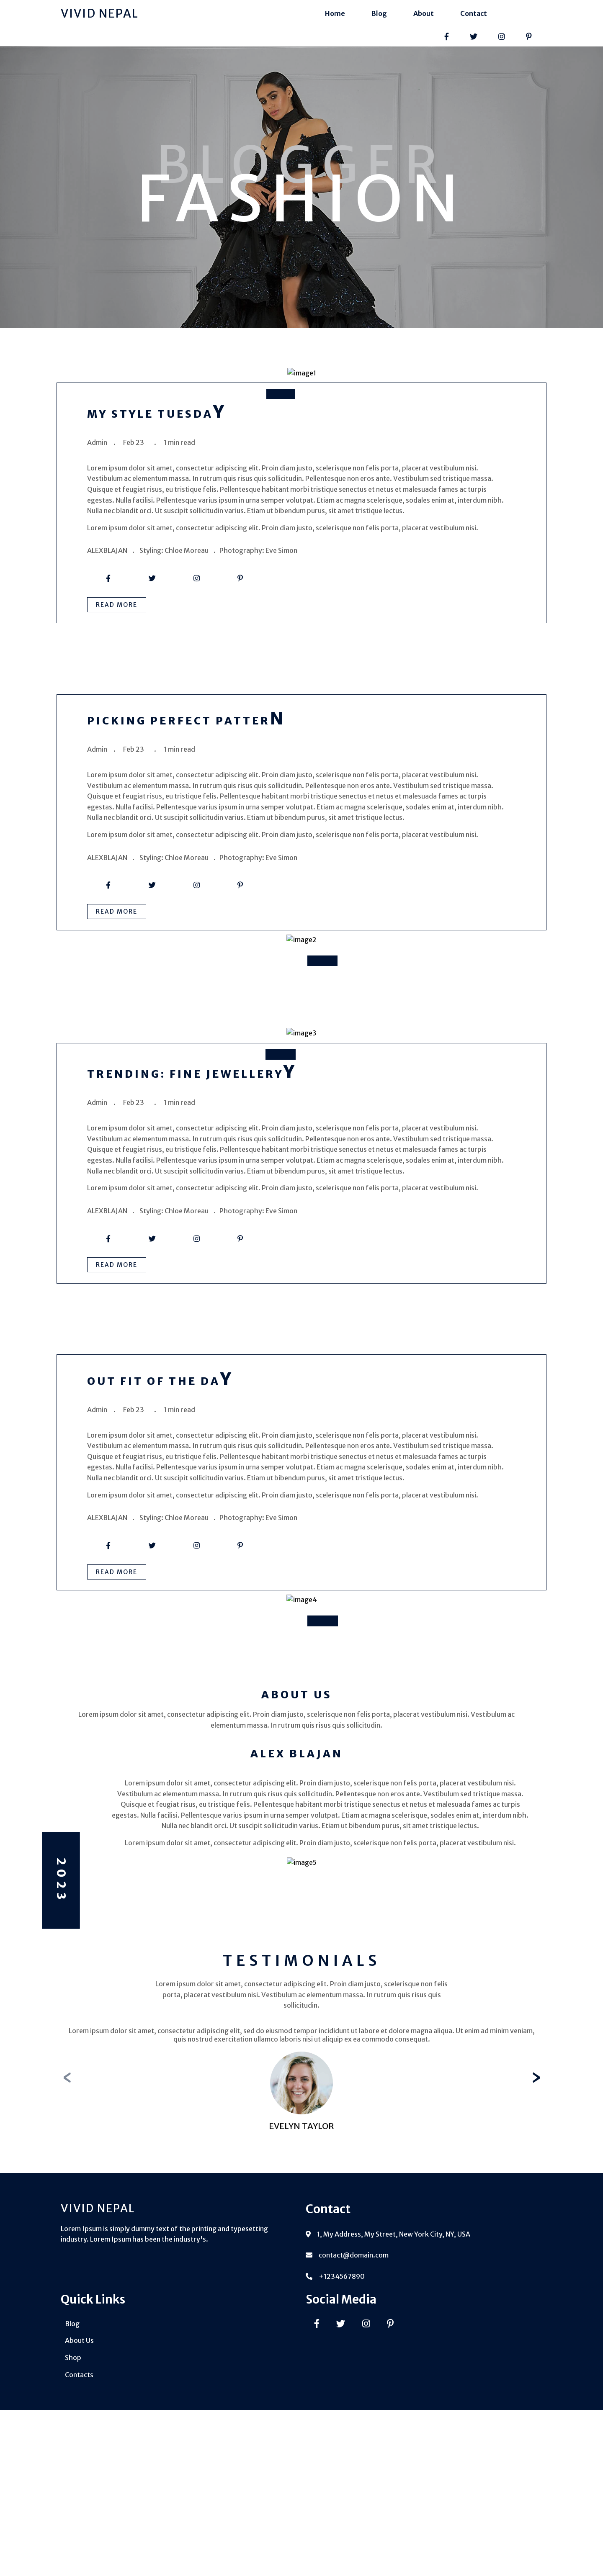 VIVID NEPAL
Home Blog About Contact
BLOGGER
FASHION
image1
MY STYLE TUESDAY
Admin . Feb 23 . 1 min read
Lorem ipsum dolor sit amet, consectetur adipiscing elit. Proin diam justo, scelerisque non felis porta, placerat vestibulum nisi.
Vestibulum ac elementum massa. In rutrum quis risus quis sollicitudin. Pellentesque non eros ante. Vestibulum sed tristique massa.
Quisque et feugiat risus, eu tristique felis. Pellentesque habitant morbi tristique senectus et netus et malesuada fames ac turpis
egestas. Nulla facilisi. Pellentesque varius ipsum in urna semper volutpat. Etiam ac magna scelerisque, sodales enim at, interdum nibh.
Nulla nec blandit orci. Ut suscipit sollicitudin varius. Etiam ut bibendum purus, sit amet tristique lectus.
Lorem ipsum dolor sit amet, consectetur adipiscing elit. Proin diam justo, scelerisque non felis porta, placerat vestibulum nisi.
ALEXBLAJAN . Styling: Chloe Moreau . Photography: Eve Simon
READ MORE
PICKING PERFECT PATTERN
Admin . Feb 23 . 1 min read
Lorem ipsum dolor sit amet, consectetur adipiscing elit. Proin diam justo, scelerisque non felis porta, placerat vestibulum nisi.
Vestibulum ac elementum massa. In rutrum quis risus quis sollicitudin. Pellentesque non eros ante. Vestibulum sed tristique massa.
Quisque et feugiat risus, eu tristique felis. Pellentesque habitant morbi tristique senectus et netus et malesuada fames ac turpis
egestas. Nulla facilisi. Pellentesque varius ipsum in urna semper volutpat. Etiam ac magna scelerisque, sodales enim at, interdum nibh.
Nulla nec blandit orci. Ut suscipit sollicitudin varius. Etiam ut bibendum purus, sit amet tristique lectus.
Lorem ipsum dolor sit amet, consectetur adipiscing elit. Proin diam justo, scelerisque non felis porta, placerat vestibulum nisi.
ALEXBLAJAN . Styling: Chloe Moreau . Photography: Eve Simon
READ MORE
image2
image3
TRENDING: FINE JEWELLERYY
Admin . Feb 23 . 1 min read
Lorem ipsum dolor sit amet, consectetur adipiscing elit. Proin diam justo, scelerisque non felis porta, placerat vestibulum nisi.
Vestibulum ac elementum massa. In rutrum quis risus quis sollicitudin. Pellentesque non eros ante. Vestibulum sed tristique massa.
Quisque et feugiat risus, eu tristique felis. Pellentesque habitant morbi tristique senectus et netus et malesuada fames ac turpis
egestas. Nulla facilisi. Pellentesque varius ipsum in urna semper volutpat. Etiam ac magna scelerisque, sodales enim at, interdum nibh.
Nulla nec blandit orci. Ut suscipit sollicitudin varius. Etiam ut bibendum purus, sit amet tristique lectus.
Lorem ipsum dolor sit amet, consectetur adipiscing elit. Proin diam justo, scelerisque non felis porta, placerat vestibulum nisi.
ALEXBLAJAN . Styling: Chloe Moreau . Photography: Eve Simon
READ MORE
OUT FIT OF THE DAY
Admin . Feb 23 . 1 min read
Lorem ipsum dolor sit amet, consectetur adipiscing elit. Proin diam justo, scelerisque non felis porta, placerat vestibulum nisi.
Vestibulum ac elementum massa. In rutrum quis risus quis sollicitudin. Pellentesque non eros ante. Vestibulum sed tristique massa.
Quisque et feugiat risus, eu tristique felis. Pellentesque habitant morbi tristique senectus et netus et malesuada fames ac turpis
egestas. Nulla facilisi. Pellentesque varius ipsum in urna semper volutpat. Etiam ac magna scelerisque, sodales enim at, interdum nibh.
Nulla nec blandit orci. Ut suscipit sollicitudin varius. Etiam ut bibendum purus, sit amet tristique lectus.
Lorem ipsum dolor sit amet, consectetur adipiscing elit. Proin diam justo, scelerisque non felis porta, placerat vestibulum nisi.
ALEXBLAJAN . Styling: Chloe Moreau . Photography: Eve Simon
READ MORE
image4
ABOUT US
Lorem ipsum dolor sit amet, consectetur adipiscing elit. Proin diam justo, scelerisque non felis porta, placerat vestibulum nisi. Vestibulum ac
elementum massa. In rutrum quis risus quis sollicitudin.
ALEX BLAJAN
Lorem ipsum dolor sit amet, consectetur adipiscing elit. Proin diam justo, scelerisque non felis porta, placerat vestibulum nisi.
Vestibulum ac elementum massa. In rutrum quis risus quis sollicitudin. Pellentesque non eros ante. Vestibulum sed tristique massa.
Quisque et feugiat risus, eu tristique felis. Pellentesque habitant morbi tristique senectus et netus et malesuada fames ac turpis
egestas. Nulla facilisi. Pellentesque varius ipsum in urna semper volutpat. Etiam ac magna scelerisque, sodales enim at, interdum nibh.
Nulla nec blandit orci. Ut suscipit sollicitudin varius. Etiam ut bibendum purus, sit amet tristique lectus.
Lorem ipsum dolor sit amet, consectetur adipiscing elit. Proin diam justo, scelerisque non felis porta, placerat vestibulum nisi.
image5
2023
TESTIMONIALS
Lorem ipsum dolor sit amet, consectetur adipiscing elit. Proin diam justo, scelerisque non felis
porta, placerat vestibulum nisi. Vestibulum ac elementum massa. In rutrum quis risus quis
sollicitudin.
Lorem ipsum dolor sit amet, consectetur adipiscing elit, sed do eiusmod tempor incididunt ut labore et dolore magna aliqua. Ut enim ad minim veniam,
quis nostrud exercitation ullamco laboris nisi ut aliquip ex ea commodo consequat.
< >
EVELYN TAYLOR
VIVID NEPAL
Lorem Ipsum is simply dummy text of the printing and typesetting
industry. Lorem Ipsum has been the industry's.
Contact
1, My Address, My Street, New York City, NY, USA
contact@domain.com
+1234567890
Quick Links
Blog
About Us
Shop
Contacts
Social Media